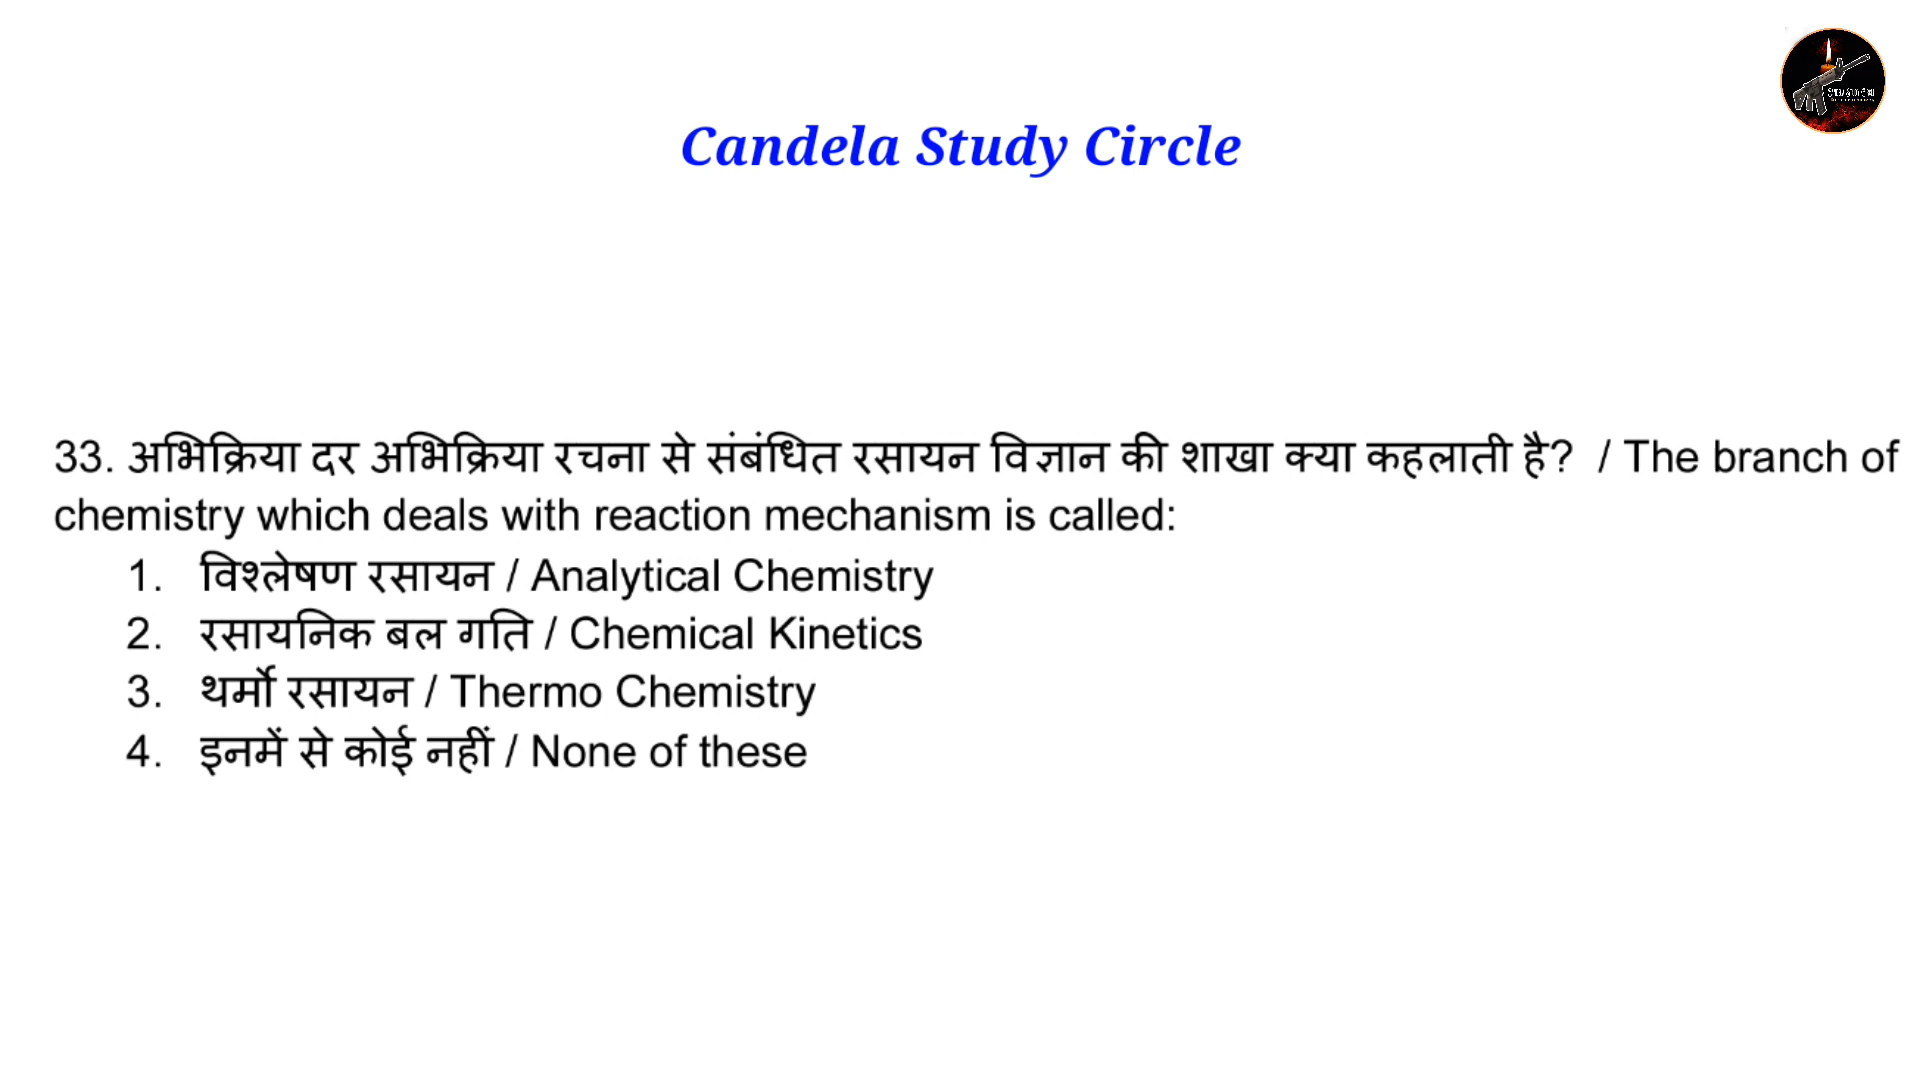 Candela Study Circle
33. अभिक्रिया दर अभिक्रिया रचना से संबंधित रसायन विज्ञान की शाखा क्या कहलाती है? / The branch of
chemistry which deals with reaction mechanism is called:
1. विश्लेषण रसायन / Analytical Chemistry
2. रसायनिक बल गति / Chemical Kinetics
3. थर्मो रसायन / Thermo Chemistry
4. इनमें से कोई नहीं / None of these